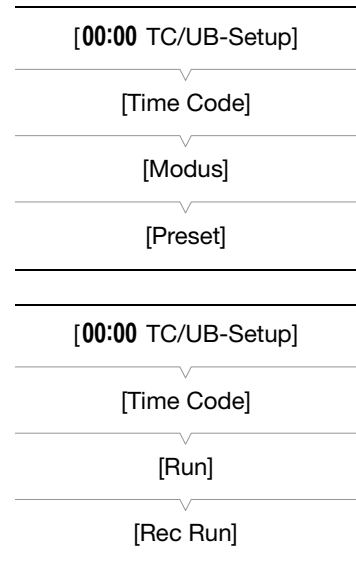 [00:00 TC/UB-Setup]
[Time Code]
[Modus]
[Preset]
[00:00 TC/UB-Setup]
[Time Code]
[Run]
[Rec Run]